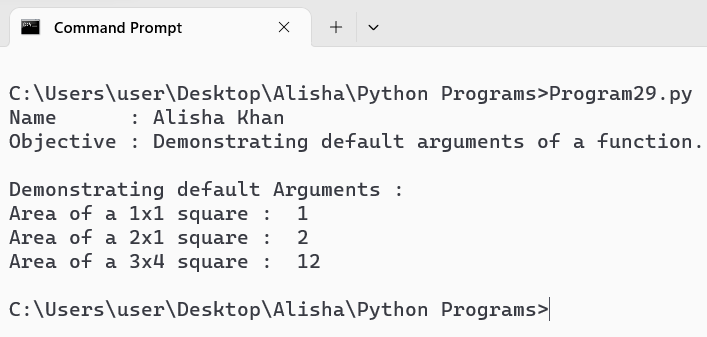 Command Prompt
C:\Users\user\Desktop\Alisha\Python Programs>Program29.py
Name      : Alisha Khan
Objective : Demonstrating default arguments of a function.
Demonstrating default Arguments :
Area of a 1x1 square :  1
Area of a 2x1 square :  2
Area of a 3x4 square :  12
C:\Users\user\Desktop\Alisha\Python Programs>